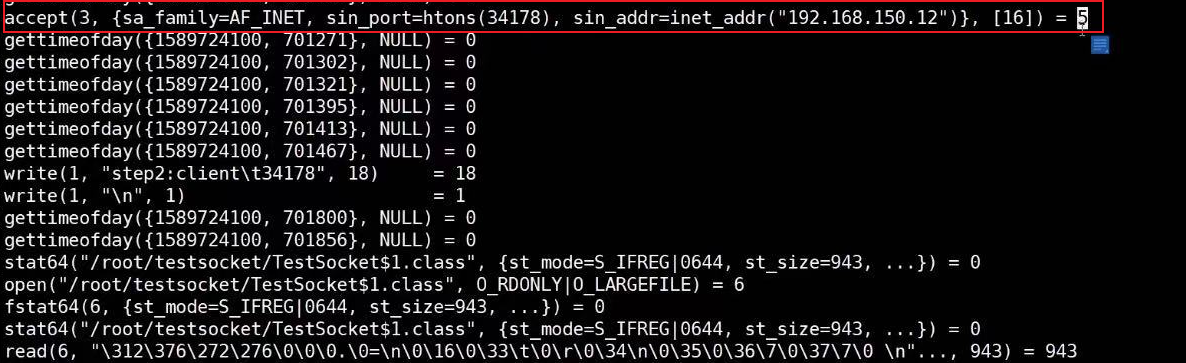 accept(3, {sa_family=AF_INET, sin_port=htons(34178), sin_addr=inet_addr("192.168.150.12")}, [16]) = 5
gettimeofday({1589724100, 701271}, NULL) = 0
gettimeofday({1589724100, 701302}, NULL) = 0
gettimeofday({1589724100, 701321}, NULL) = 0
gettimeofday({1589724100, 701395}, NULL) = 0
gettimeofday({1589724100, 701413}, NULL) = 0
gettimeofday({1589724100, 701467}, NULL) = 0
write(1, "step2:client\t34178", 18)     = 18
write(1, "\n", 1)                       = 1
gettimeofday({1589724100, 701800}, NULL) = 0
gettimeofday({1589724100, 701856}, NULL) = 0
stat64("/root/testsocket/TestSocket$1.class", {st_mode=S_IFREG|0644, st_size=943, ...}) = 0
open("/root/testsocket/TestSocket$1.class", O_RDONLY|O_LARGEFILE) = 6
fstat64(6, {st_mode=S_IFREG|0644, st_size=943, ...}) = 0
stat64("/root/testsocket/TestSocket$1.class", {st_mode=S_IFREG|0644, st_size=943, ...}) = 0
read(6, "\312\376\272\276\0\0\0.\0=\n\0\16\0\33\t\0\r\0\34\n\0\35\0\36\7\0\37\7\0 \n"..., 943) = 943